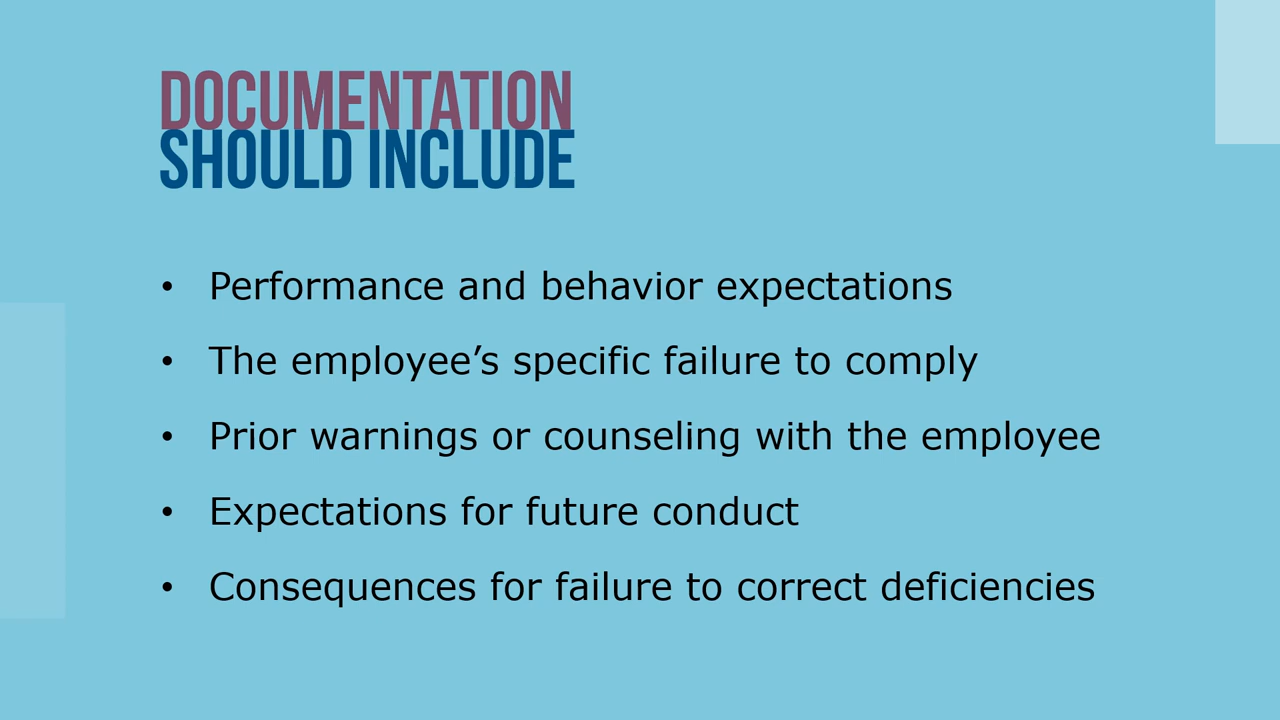 DOCUMENTATION
SHOULD INCLUDE
• Performance and behavior expectations
• The employee’s specific failure to comply
• Prior warnings or counseling with the employee
• Expectations for future conduct
• Consequences for failure to correct deficiencies